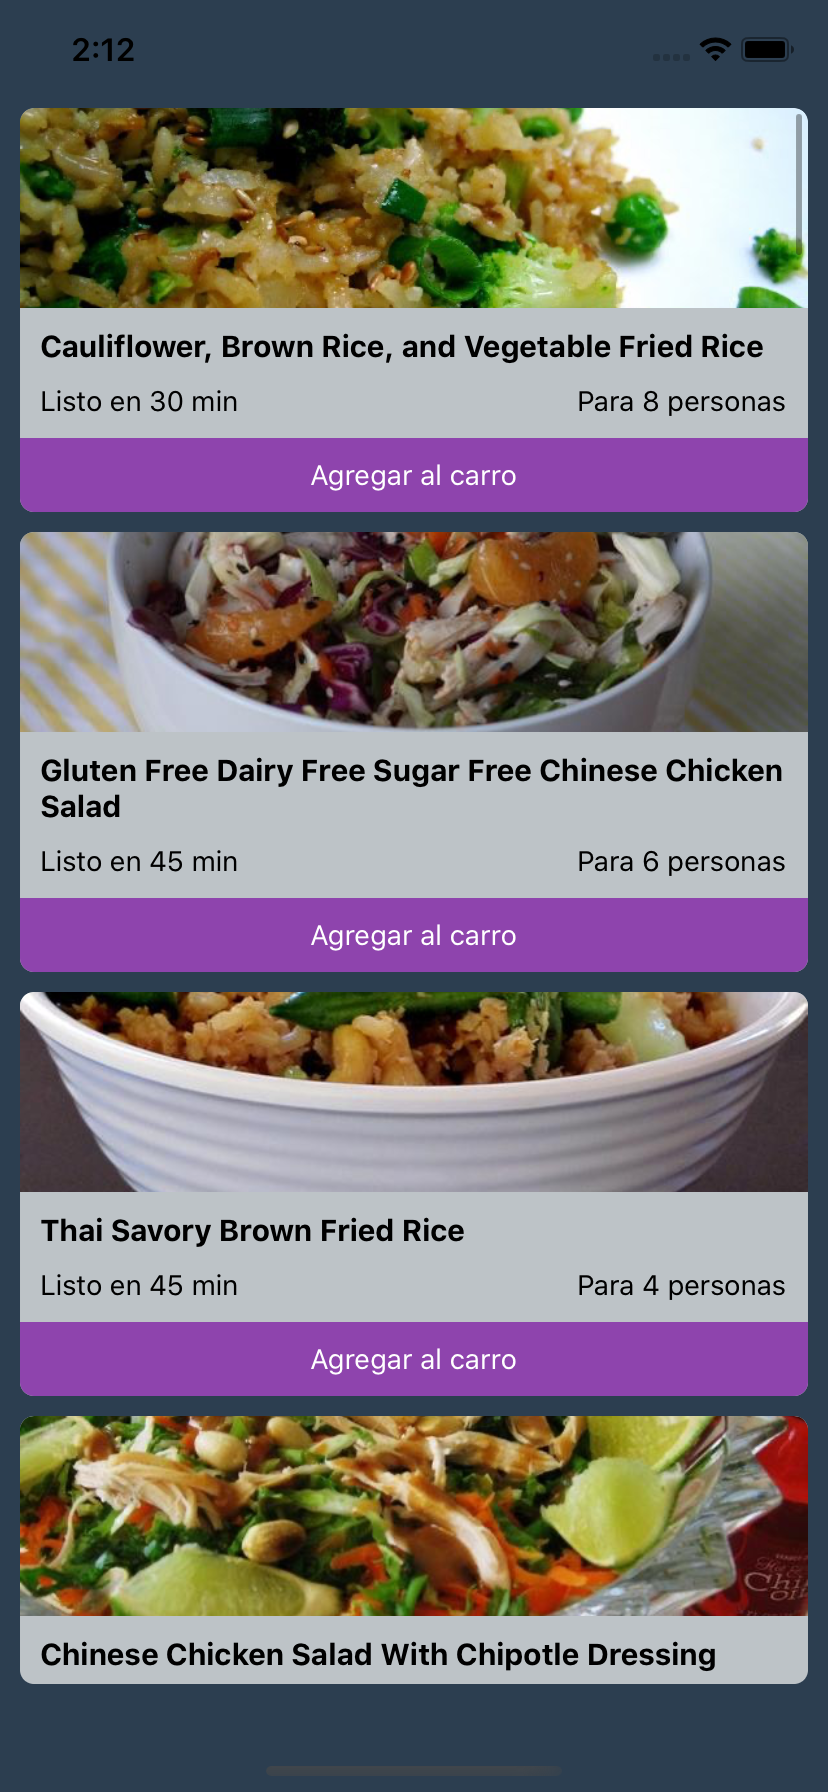 2:12
Cauliflower, Brown Rice, and Vegetable Fried Rice
Listo en 30 min
Para 8 personas
Agregar al carro
Gluten Free Dairy Free Sugar Free Chinese Chicken
Salad
Listo en 45 min
Para 6 personas
Agregar al carro
Thai Savory Brown Fried Rice
Listo en 45 min
Para 4 personas
Agregar al carro
Chinese Chicken Salad With Chipotle Dressing